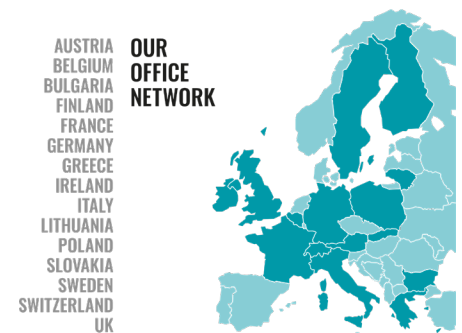 AUSTRIA
BELGIUM
BULGARIA
FINLAND
FRANCE
GERMANY
GREECE
IRELAND
ITALY
LITHUANIA
POLAND
SLOVAKIA
SWEDEN
SWITZERLAND
UK
OUR
OFFICE
NETWORK